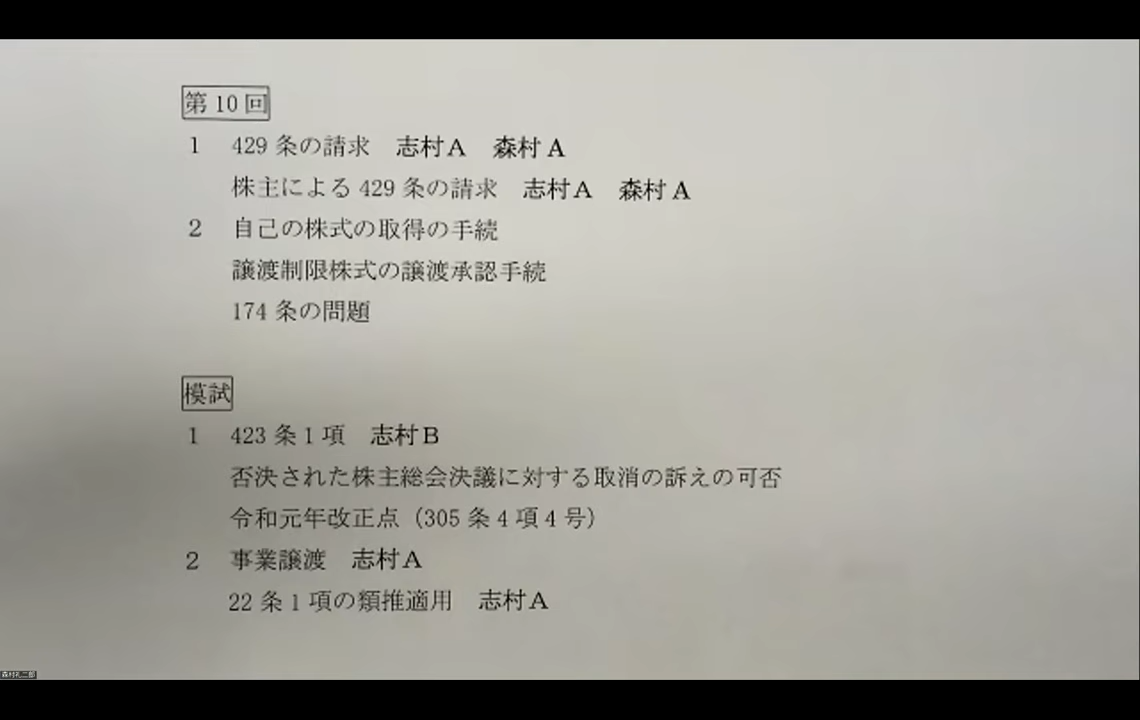 第10回
1 429条の請求 志村A 森村A
株主による429条の請求 志村A 森村A
2 自己の株式の取得の手続
譲渡制限株式の譲渡承認手続
174条の問題
模試
1 423条1項 志村B
否決された株主総会決議に対する取消の訴えの可否
令和元年改正点（305条4項4号）
2 事業譲渡 志村A
22条1項の類推適用 志村A
森村礼二郎